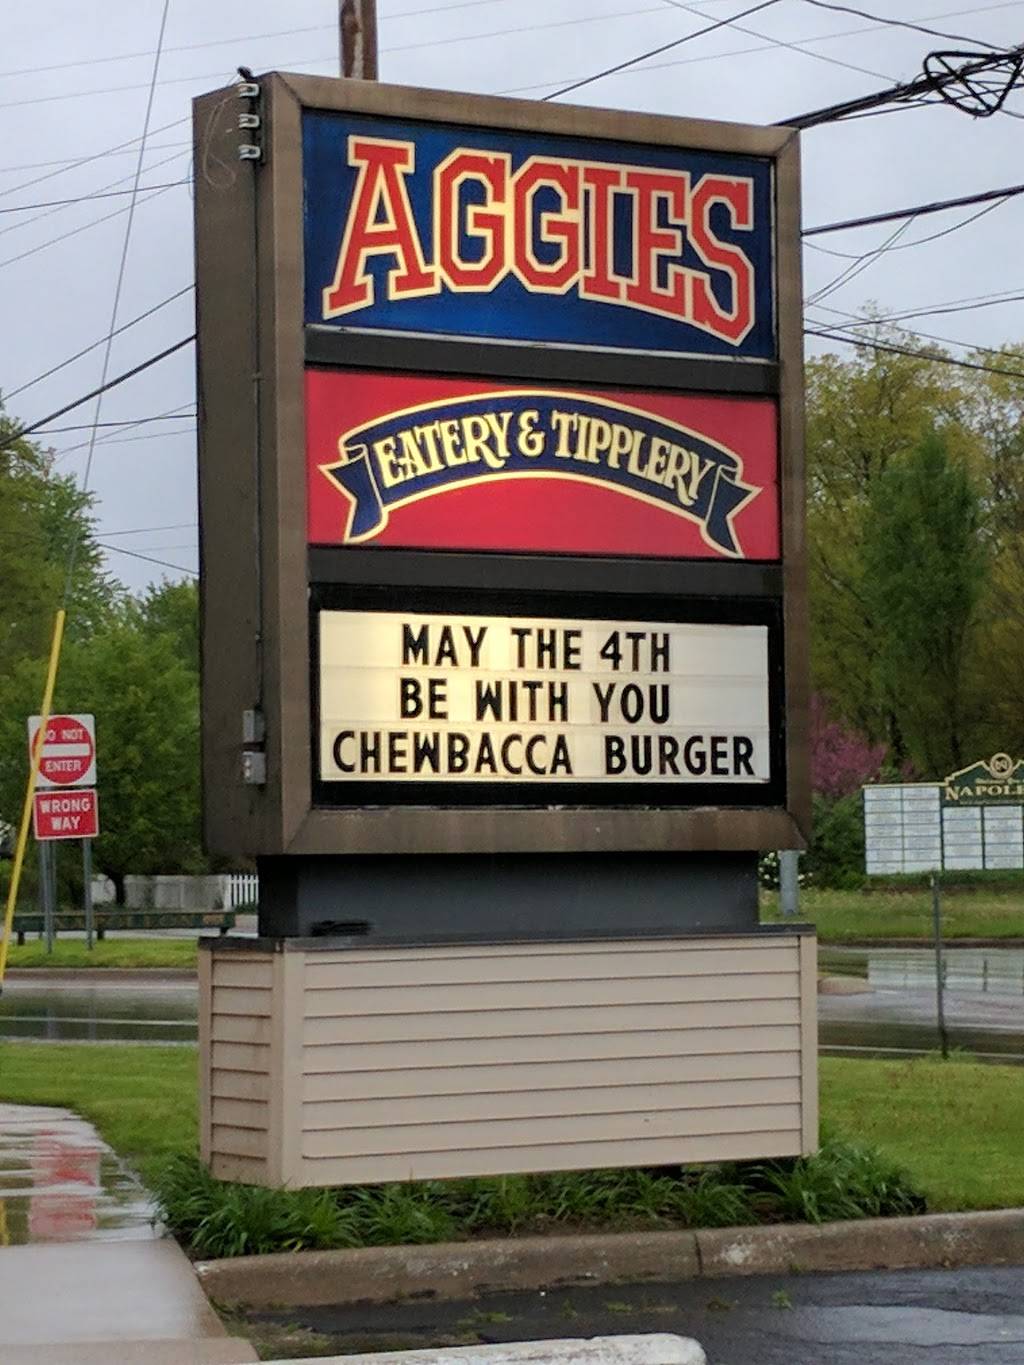 AGGIES
EATERY & TIPPLERY
MAY THE 4TH
BE WITH YOU
CHEWBACCA BURGER
DO NOT
ENTER
WRONG
WAY